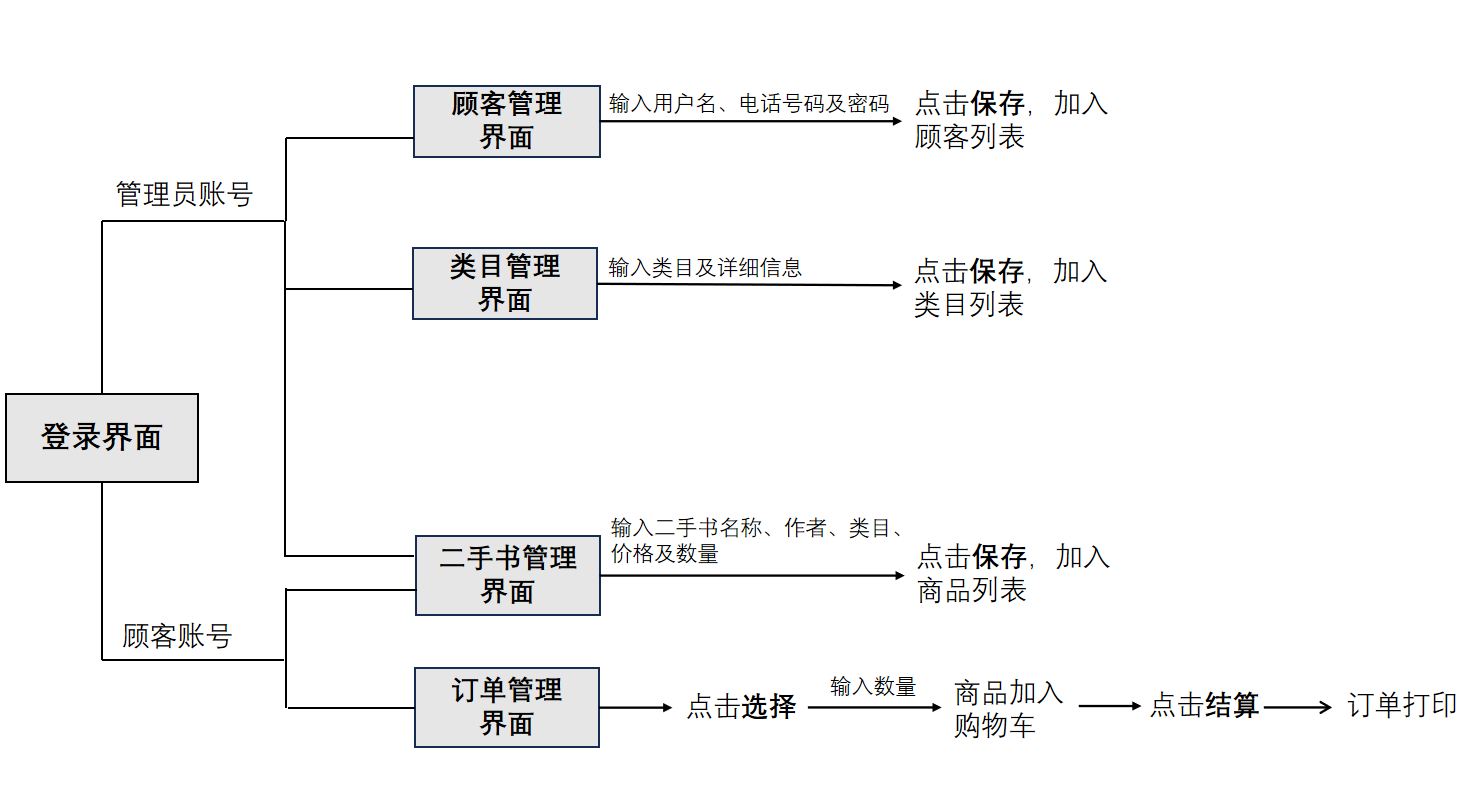 顾客管理
界面
输入用户名、电话号码及密码
点击保存，加入
顾客列表
管理员账号
类目管理
界面
输入类目及详细信息
点击保存，加入
类目列表
登录界面
二手书管理
界面
输入二手书名称、作者、类目、
价格及数量
点击保存，加入
商品列表
顾客账号
订单管理
界面
点击选择
输入数量
商品加入
购物车
点击结算
订单打印